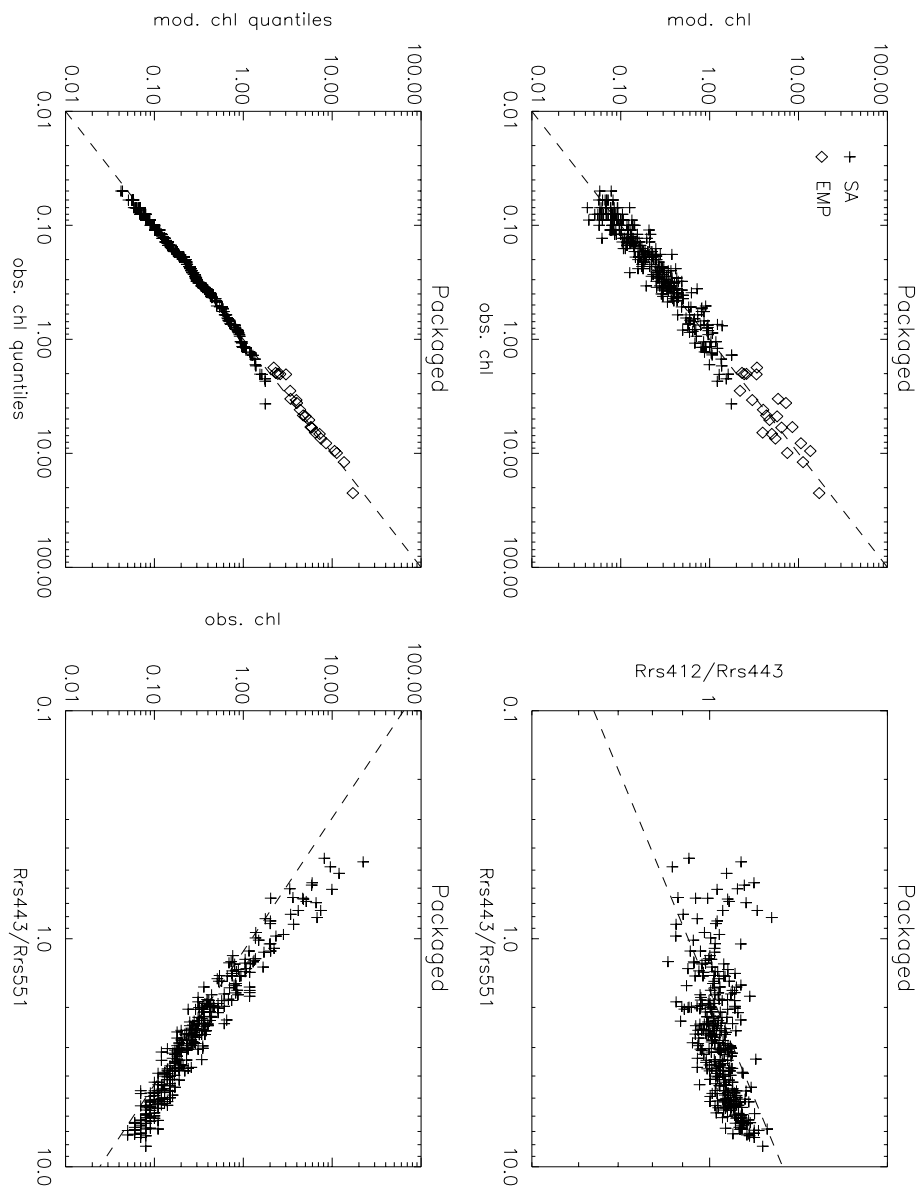 Packaged
mod. chl
100.00
10.00
1.00
0.10
0.01
SA
EMP
0.01 0.10 1.00 10.00 100.00
obs. chl
Packaged
Rrs412/Rrs443
1
0.1 1.0 10.0
Rrs443/Rrs551
Packaged
mod. chl quantiles
100.00
10.00
1.00
0.10
0.01
0.01 0.10 1.00 10.00 100.00
obs. chl quantiles
Packaged
obs. chl
100.00
10.00
1.00
0.10
0.01
0.1 1.0 10.0
Rrs443/Rrs551